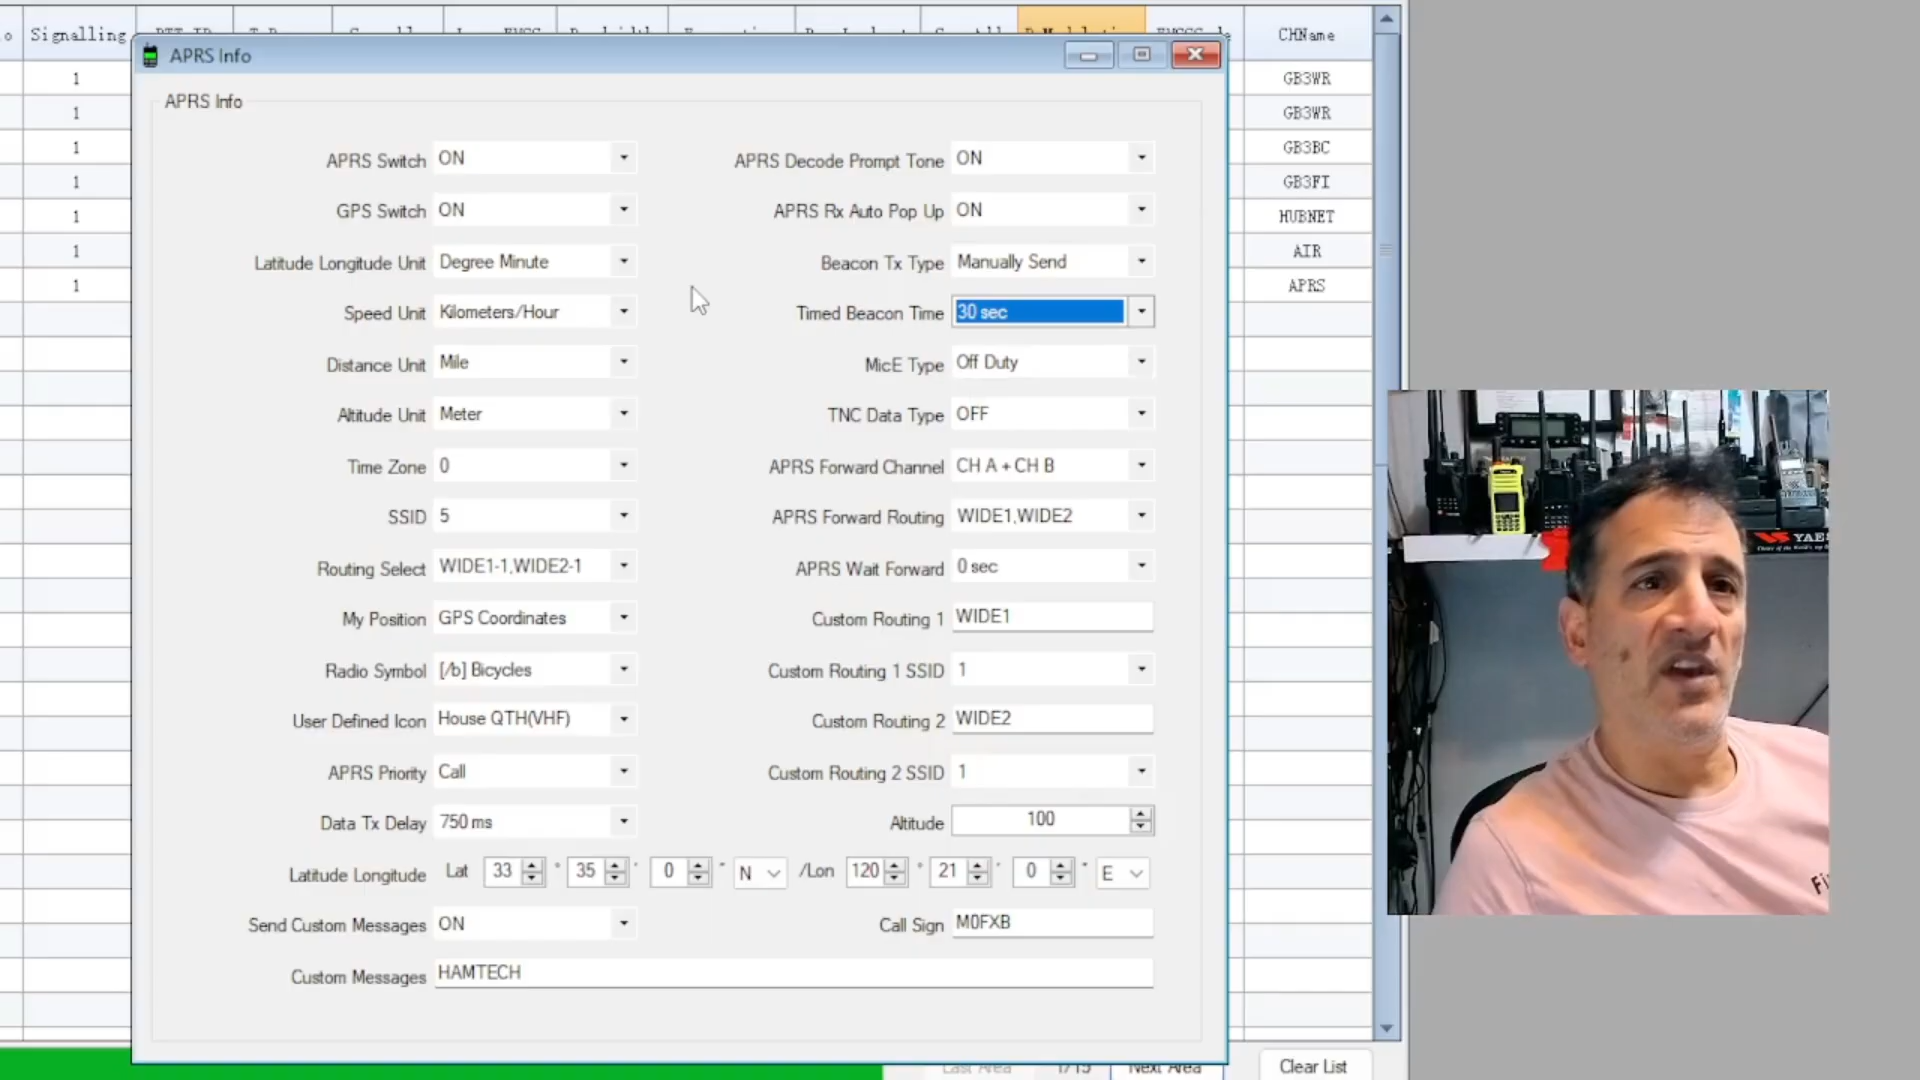 Signalling
CHName
APRS Info
APRS Info
1 GB3WR
1 GB3WR
1 GB3BC
1 GB3FI
1 HUBNET
1 AIR
1 APRS
APRS Switch ON APRS Decode Prompt Tone ON
GPS Switch ON APRS Rx Auto Pop Up ON
Latitude Longitude Unit Degree Minute Beacon Tx Type Manually Send
Speed Unit Kilometers/Hour Timed Beacon Time 30 sec
Distance Unit Mile MicE Type Off Duty
Altitude Unit Meter TNC Data Type OFF
Time Zone 0 APRS Forward Channel CH A + CH B
SSID 5 APRS Forward Routing WIDE1,WIDE2
Routing Select WIDE1-1,WIDE2-1 APRS Wait Forward 0 sec
My Position GPS Coordinates Custom Routing 1 WIDE1
Radio Symbol [/b] Bicycles Custom Routing 1 SSID 1
User Defined Icon House QTH(VHF) Custom Routing 2 WIDE2
APRS Priority Call Custom Routing 2 SSID 1
Data Tx Delay 750 ms Altitude 100
Latitude Longitude Lat 33 ° 35 ' 0 " N /Lon 120 ° 21 ' 0 " E
Send Custom Messages ON Call Sign M0FXB
Custom Messages HAMTECH
Last Area 1/15 Next Area Clear List
YAES